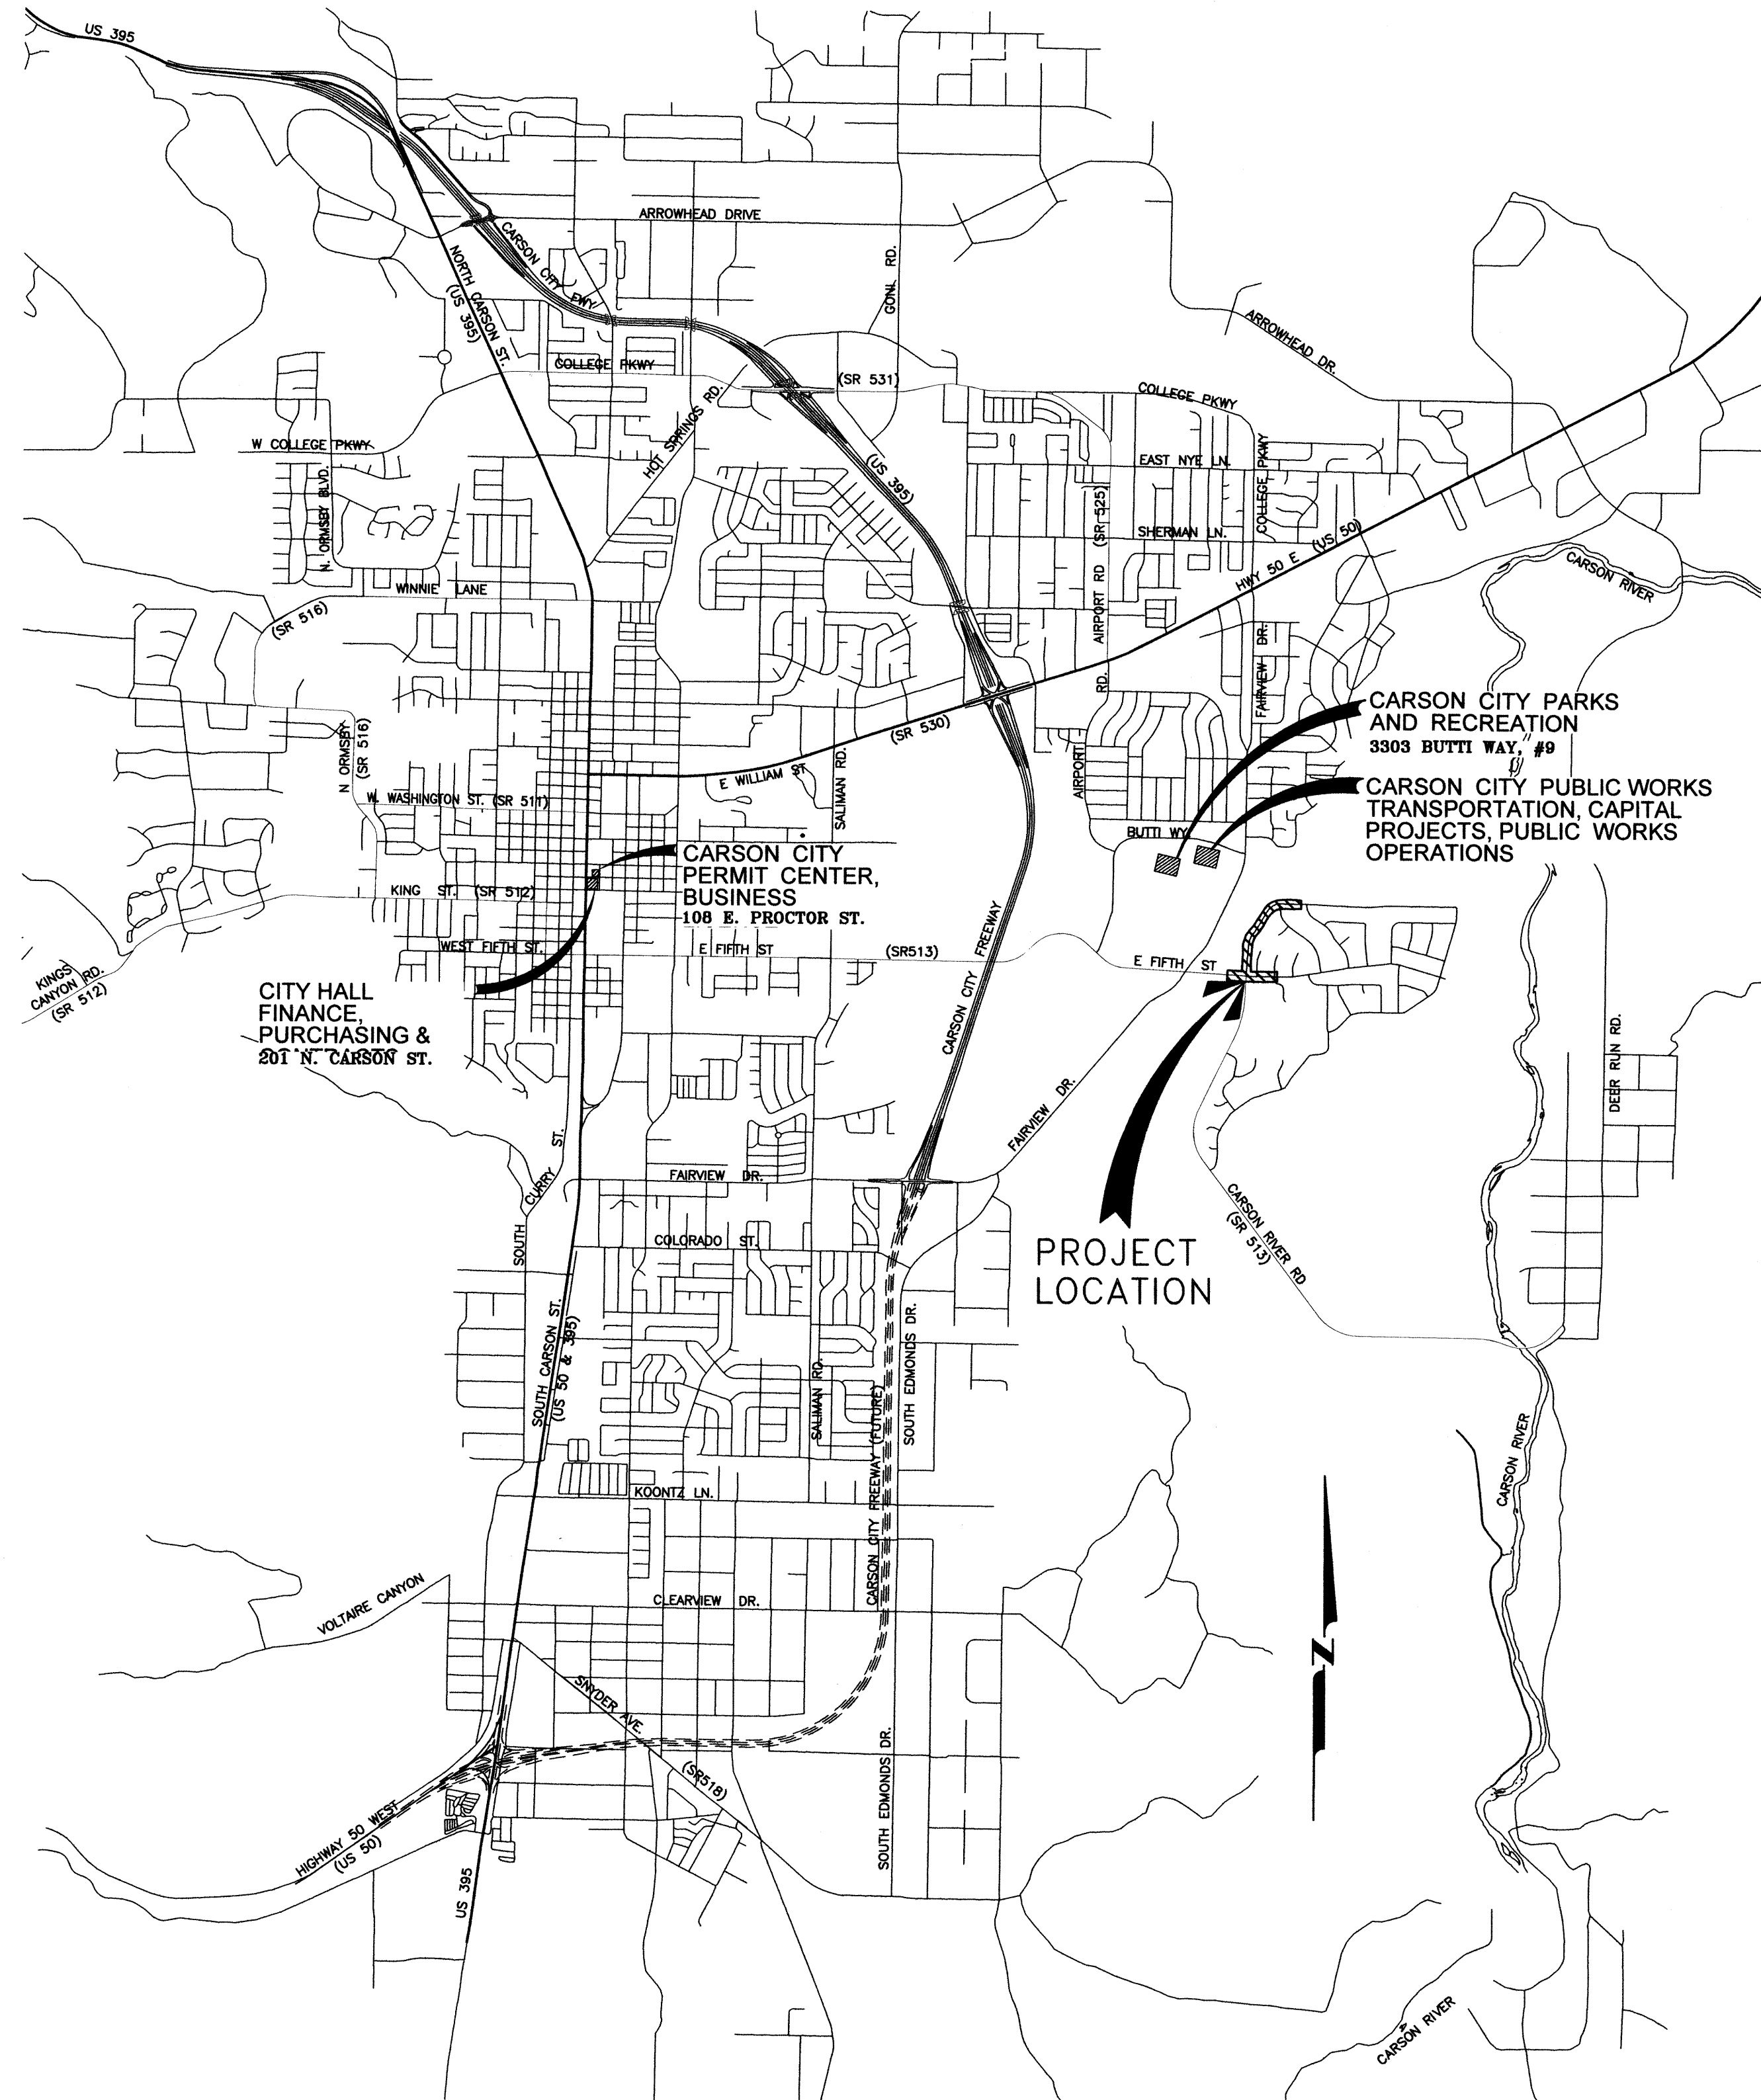 US 395
ARROWHEAD DRIVE
CARSON CITY FWY
NORTH CARSON ST.
(US 395)
GONI RD.
ARROWHEAD DR.
COLLEGE PKWY
(SR 531)
COLLEGE PKWY
HOT SPRINGS RD.
W COLLEGE PKWY
N. ORMSBY BLVD.
(US 395)
EAST NYE LN.
COLLEGE PKWY
SHERMAN LN.
AIRPORT RD (SR 525)
HWY 50 E (US 50)
CARSON RIVER
WINNIE LANE
(SR 516)
FAIRVIEW DR.
AIRPORT RD.
CARSON CITY PARKS
AND RECREATION
3303 BUTTI WAY, #9
N ORMSBY
(SR 516)
(SR 530)
E WILLIAM ST
SALIMAN RD.
W. WASHINGTON ST. (SR 511)
CARSON CITY PUBLIC WORKS
TRANSPORTATION, CAPITAL
PROJECTS, PUBLIC WORKS
OPERATIONS
BUTTI WY
CARSON CITY
PERMIT CENTER,
BUSINESS
108 E. PROCTOR ST.
KING ST. (SR 512)
WEST FIFTH ST.
E FIFTH ST
(SR513)
E FIFTH ST
CARSON CITY FREEWAY
KINGS
CANYON RD.
(SR 512)
CITY HALL
FINANCE,
PURCHASING &
201 N. CARSON ST.
DEER RUN RD.
FAIRVIEW DR.
SOUTH CURRY ST.
FAIRVIEW DR.
CARSON RIVER RD
(SR 513)
COLORADO ST.
PROJECT
LOCATION
SOUTH CARSON ST.
(US 50 & 395)
SALIMAN RD.
SOUTH EDMONDS DR.
CARSON CITY FREEWAY (FUTURE)
CARSON RIVER
KOONTZ LN.
VOLTAIRE CANYON
CLEARVIEW DR.
N
SNYDER AVE.
(SR518)
SOUTH EDMONDS DR.
HIGHWAY 50 WEST
(US 50)
US 395
CARSON RIVER